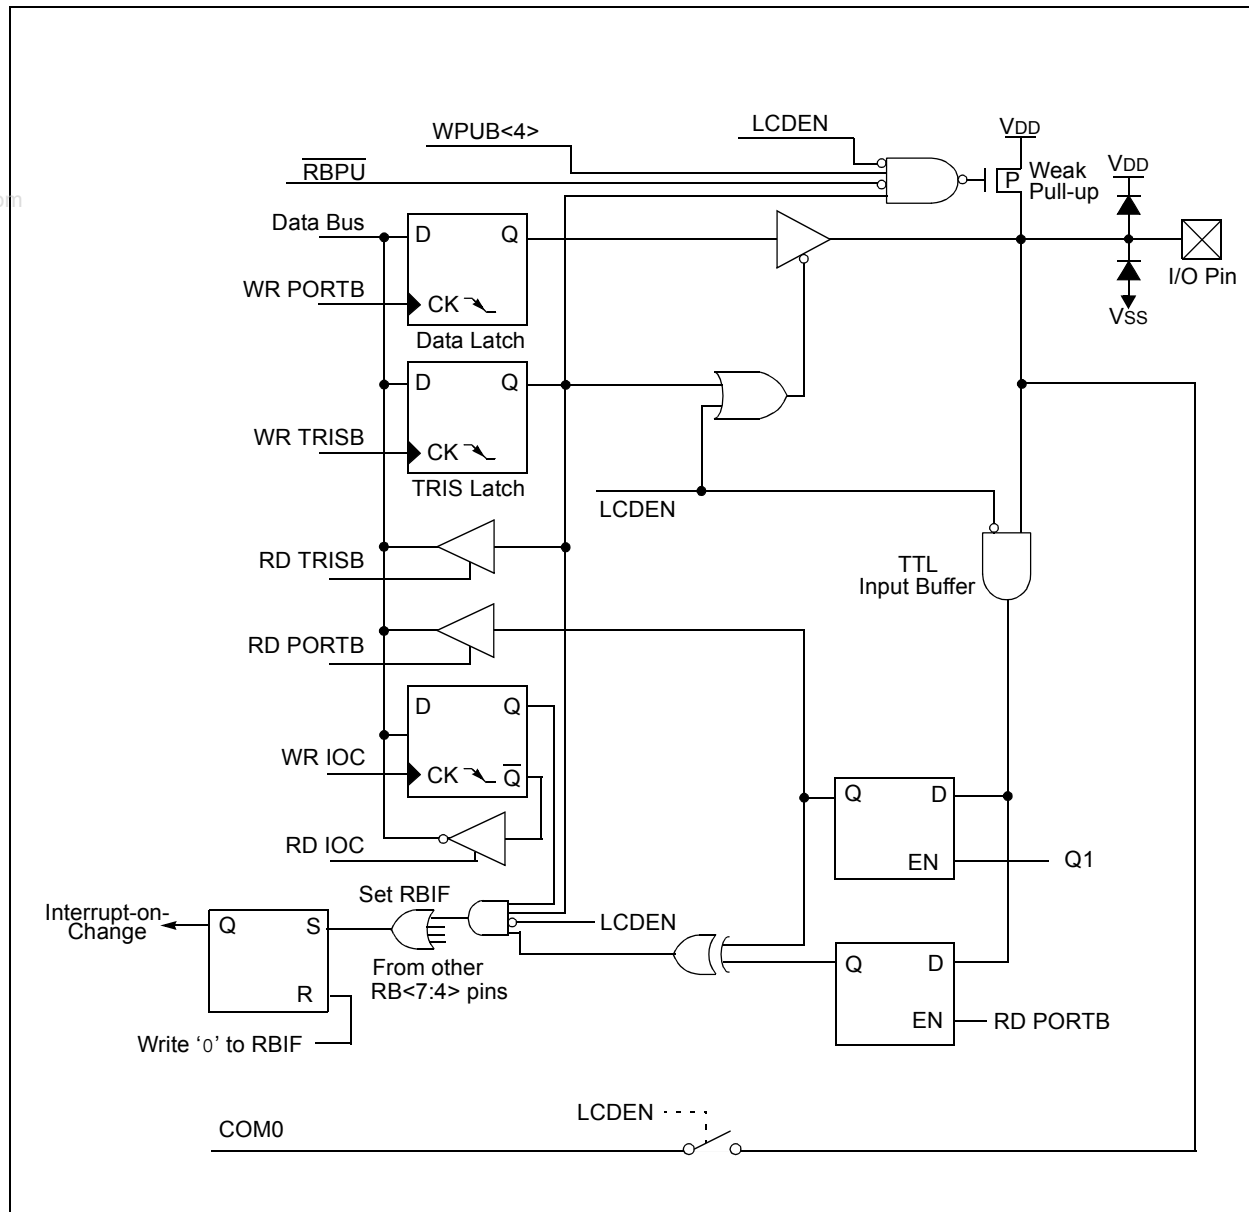 LCDEN
VDD
WPUB<4>
VDD
RBPU
Weak
Pull-up
P
om
Data Bus
D
Q
I/O Pin
WR PORTB
CK
VSS
Data Latch
D
Q
WR TRISB
CK
TRIS Latch
LCDEN
RD TRISB
TTL
Input Buffer
RD PORTB
D
Q
WR IOC
CK
Q
Q
D
RD IOC
EN
Q1
Set RBIF
Interrupt-on-
Change
Q
S
LCDEN
From other
RB<7:4> pins
Q
D
R
EN
RD PORTB
Write ‘0’ to RBIF
LCDEN
COM0